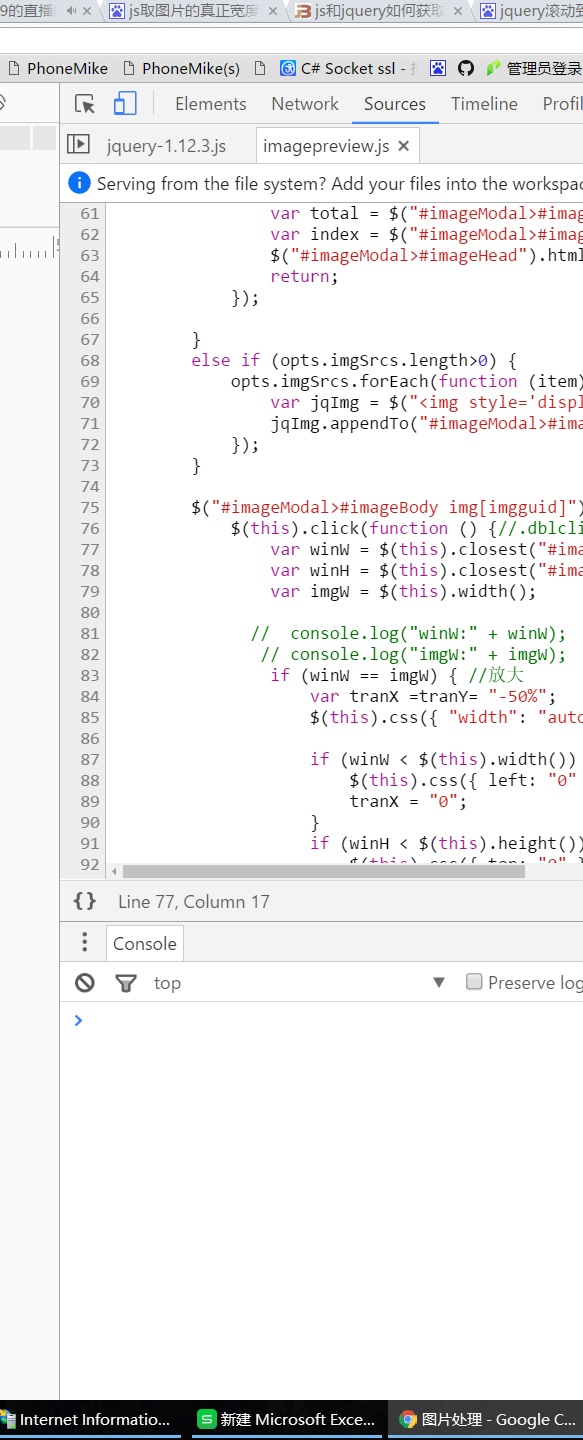 9的直播 js取图片的真正宽度 js和jquery如何获取 jquery滚动到
PhoneMike PhoneMike(s) C# Socket ssl - 管理员登录
Elements Network Sources Timeline Profil
jquery-1.12.3.js imagepreview.js ×
Serving from the file system? Add your files into the workspac
61 var total = $("#imageModal>#imag
62 var index = $("#imageModal>#imag
63 $("#imageModal>#imageHead").html
64 return;
65 });
66
67 }
68 else if (opts.imgSrcs.length>0) {
69 opts.imgSrcs.forEach(function (item)
70 var jqImg = $("<img style='displ
71 jqImg.appendTo("#imageModal>#ima
72 });
73 }
74
75 $("#imageModal>#imageBody img[imgguid]")
76 $(this).click(function () {//.dblcli
77 var winW = $(this).closest("#ima
78 var winH = $(this).closest("#ima
79 var imgW = $(this).width();
80
81 // console.log("winW:" + winW);
82 // console.log("imgW:" + imgW);
83 if (winW == imgW) { //放大
84 var tranX =tranY= "-50%";
85 $(this).css({ "width": "auto
86
87 if (winW < $(this).width())
88 $(this).css({ left: "0"
89 tranX = "0";
90 }
91 if (winH < $(this).height())
92 $(this).css({ top: "0" }
{} Line 77, Column 17
Console
top ▼ Preserve log
>
Internet Informatio... 新建 Microsoft Exce... 图片处理 - Google C...